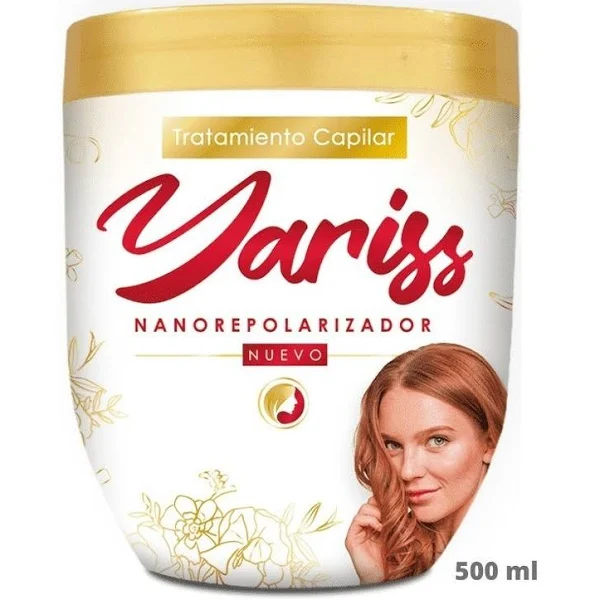 Tratamiento Capilar
Yariss
NANOREPOLARIZADOR
NUEVO
500 ml